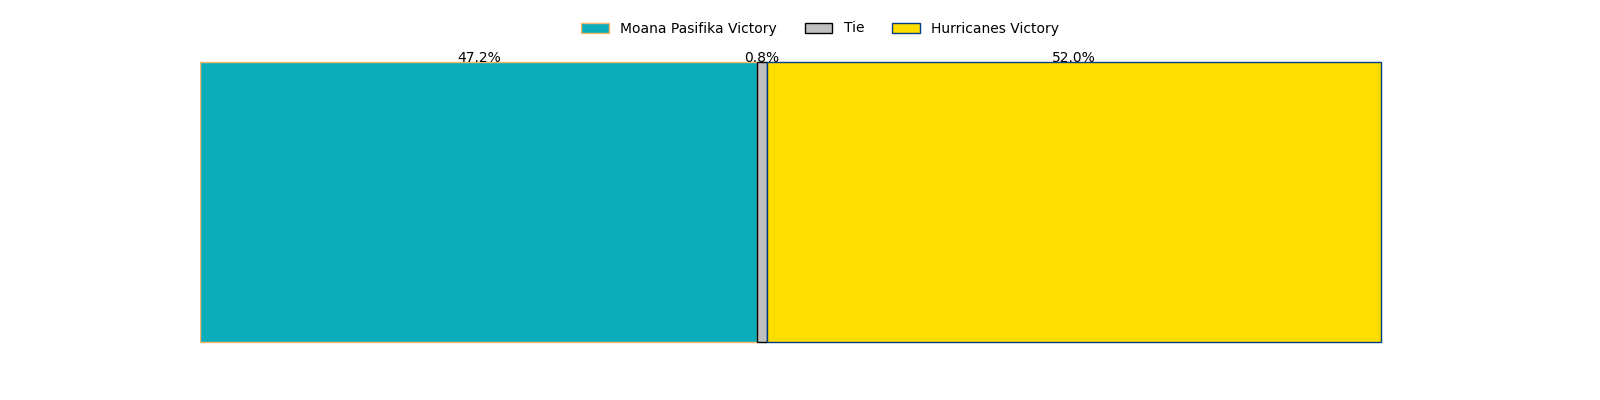 Moana Pasifika Victory Tie Hurricanes Victory
47.2% 0.8% 52.0%